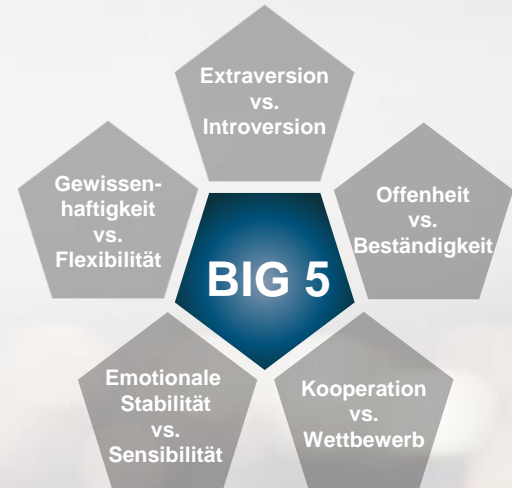 Extraversion
vs.
Introversion
Gewissen-
haftigkeit
vs.
Flexibilität
Offenheit
vs.
Beständigkeit
BIG 5
Emotionale
Stabilität
vs.
Sensibilität
Kooperation
vs.
Wettbewerb